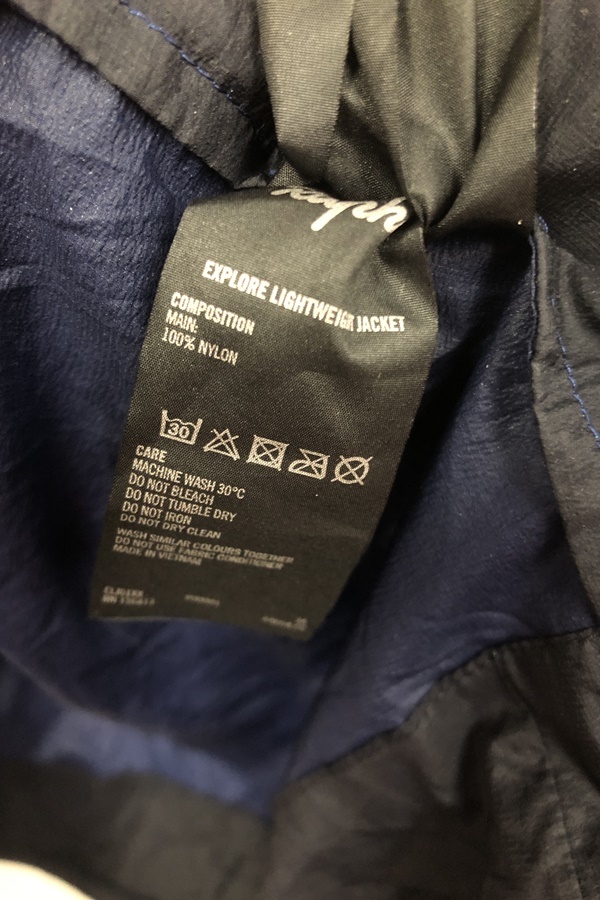 EXPLORE LIGHTWEIGHT JACKET
COMPOSITION
MAIN:
100% NYLON
30
CARE
MACHINE WASH 30°C
DO NOT BLEACH
DO NOT TUMBLE DRY
DO NOT IRON
DO NOT DRY CLEAN
WASH SIMILAR COLOURS TOGETHER
DO NOT USE FABRIC CONDITIONER
MADE IN VIETNAM